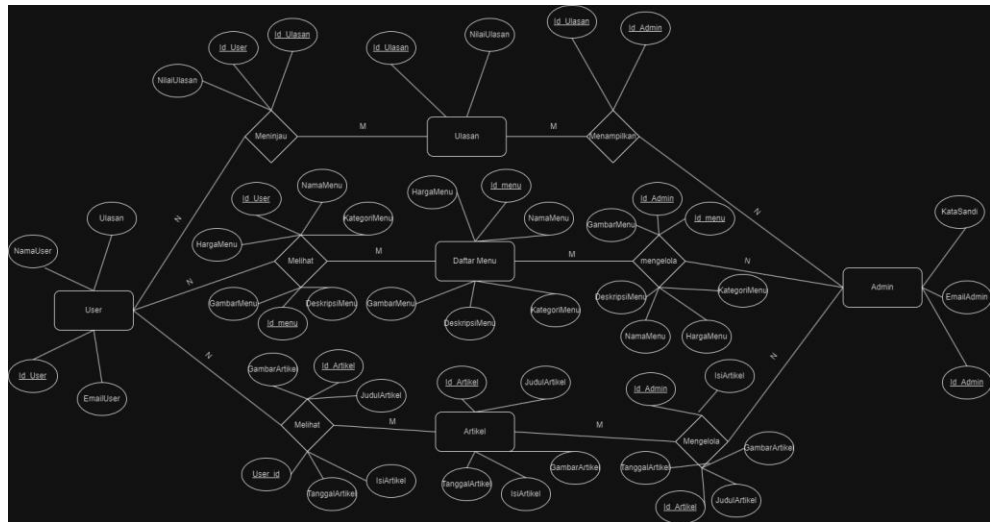 Id_Ulasan
Id_User
NilaiUlasan
Meninjau
M
Id_Ulasan
NilaiUlasan
Ulasan
M
Id_Ulasan
Id_Admin
Menampilkan
N
N
Ulasan
NamaUser
User
Id_User
EmailUser
N
N
Id_User
NamaMenu
KategoriMenu
HargaMenu
Melihat
M
GambarMenu
DeskripsiMenu
Id_menu
HargaMenu
Id_menu
NamaMenu
Daftar Menu
GambarMenu
DeskripsiMenu
KategoriMenu
M
Id_Admin
Id_menu
GambarMenu
mengelola
N
DeskripsiMenu
KategoriMenu
NamaMenu
HargaMenu
KataSandi
Admin
EmailAdmin
Id_Admin
N
GambarArtikel
Id_Artikel
JudulArtikel
Melihat
M
User_id
TanggalArtikel
IsiArtikel
Id_Artikel
JudulArtikel
Artikel
TanggalArtikel
IsiArtikel
GambarArtikel
M
Id_Admin
IsiArtikel
Mengelola
GambarArtikel
TanggalArtikel
Id_Artikel
JudulArtikel